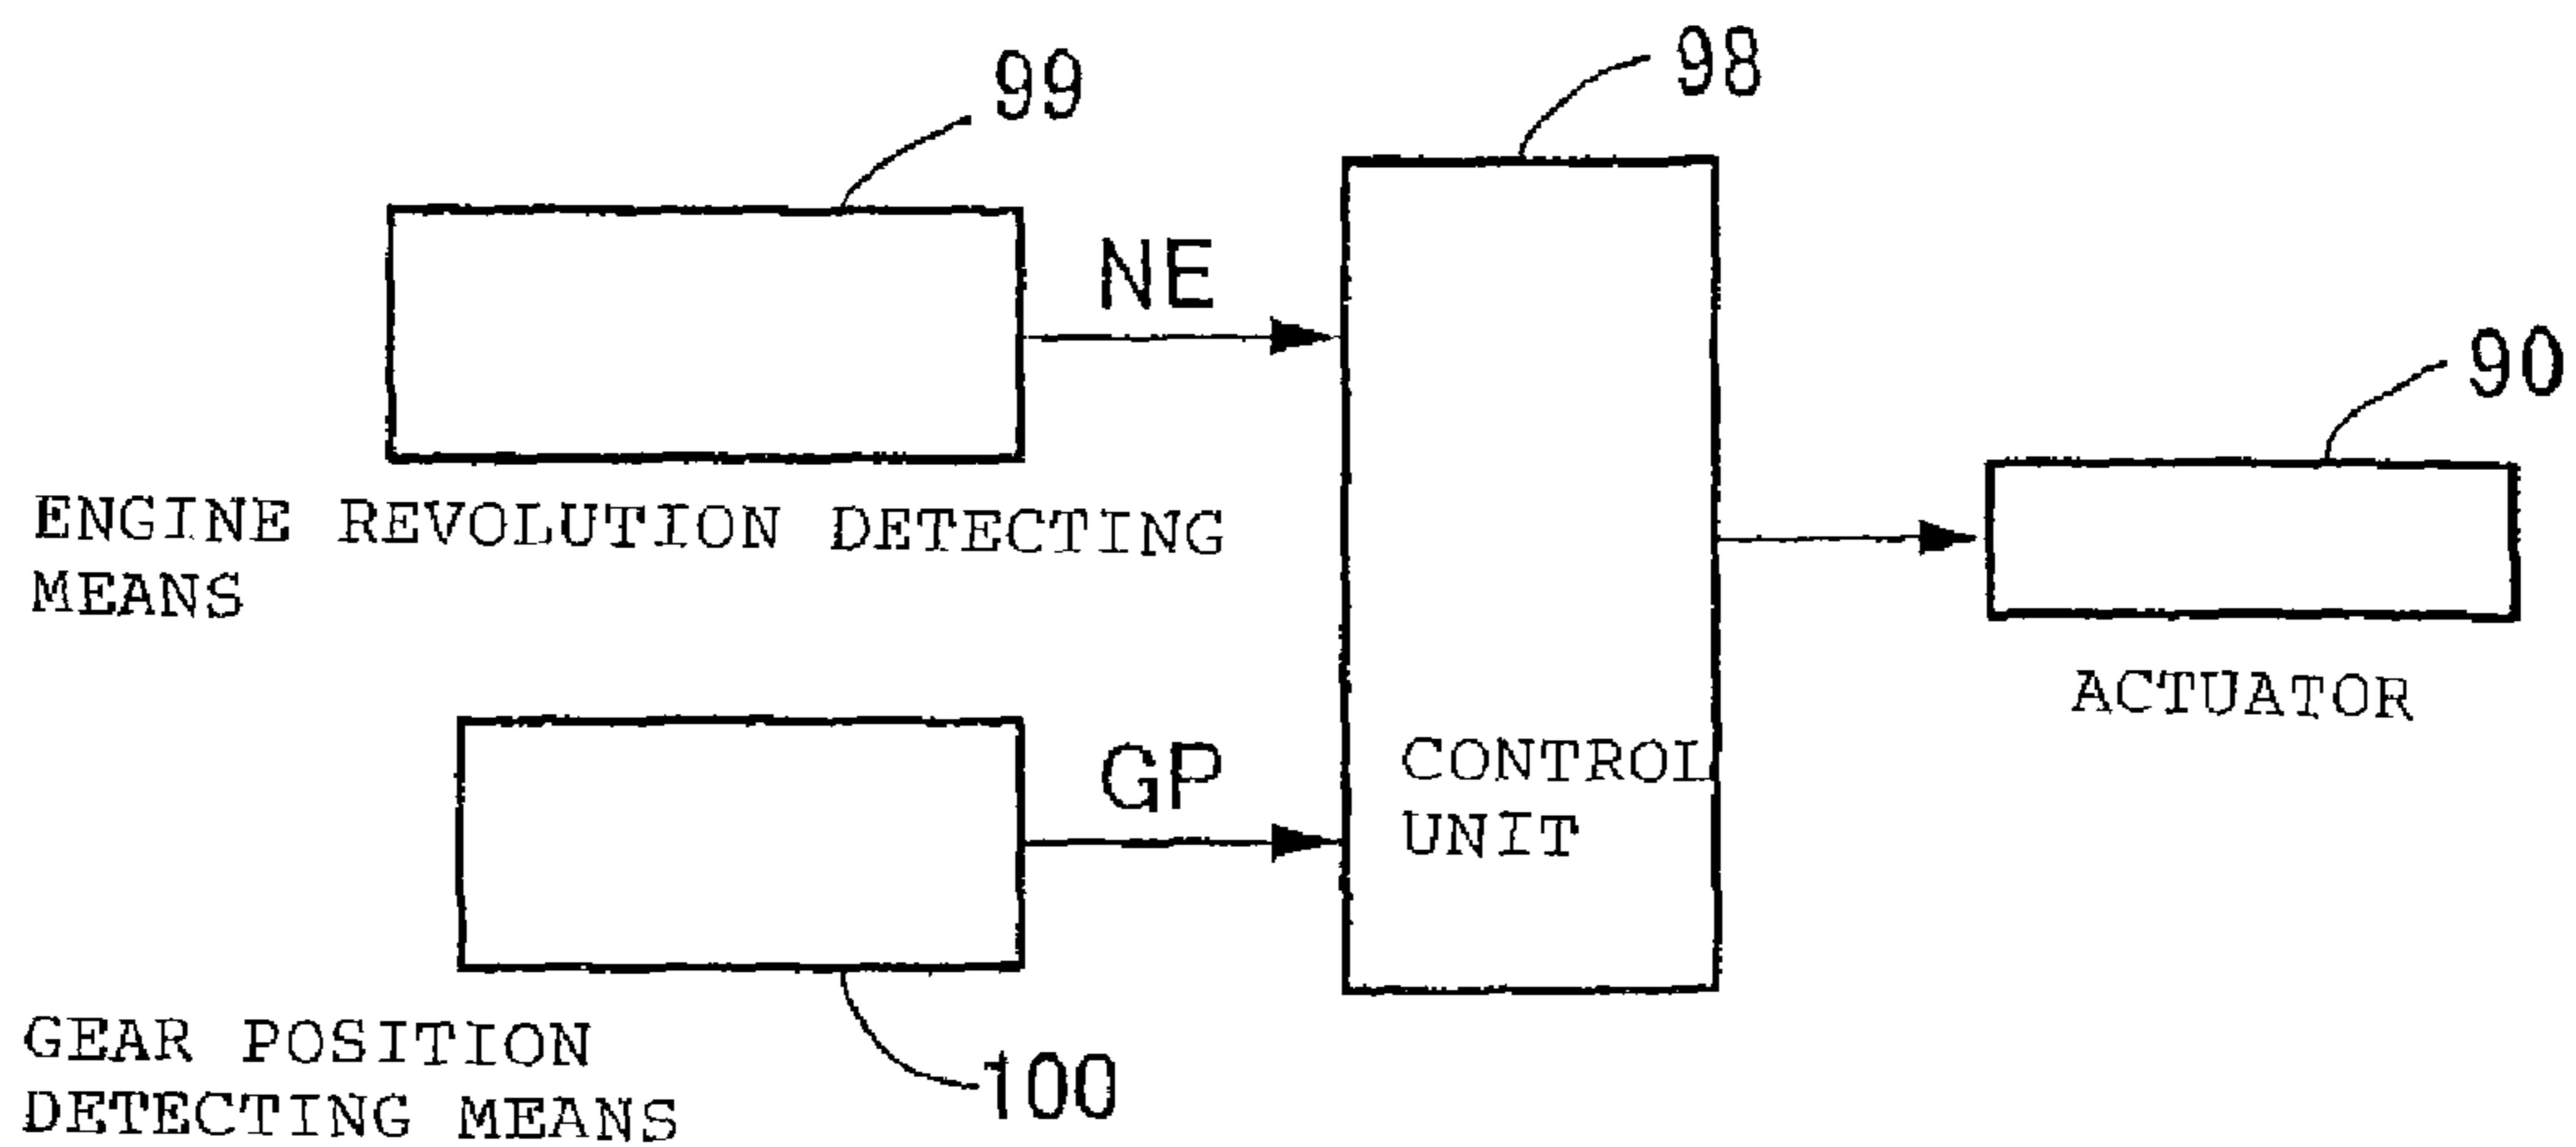 99
98
NE
90
ENGINE REVOLUTION DETECTING
MEANS
ACTUATOR
GP
CONTROL
UNIT
GEAR POSITION
DETECTING MEANS
100